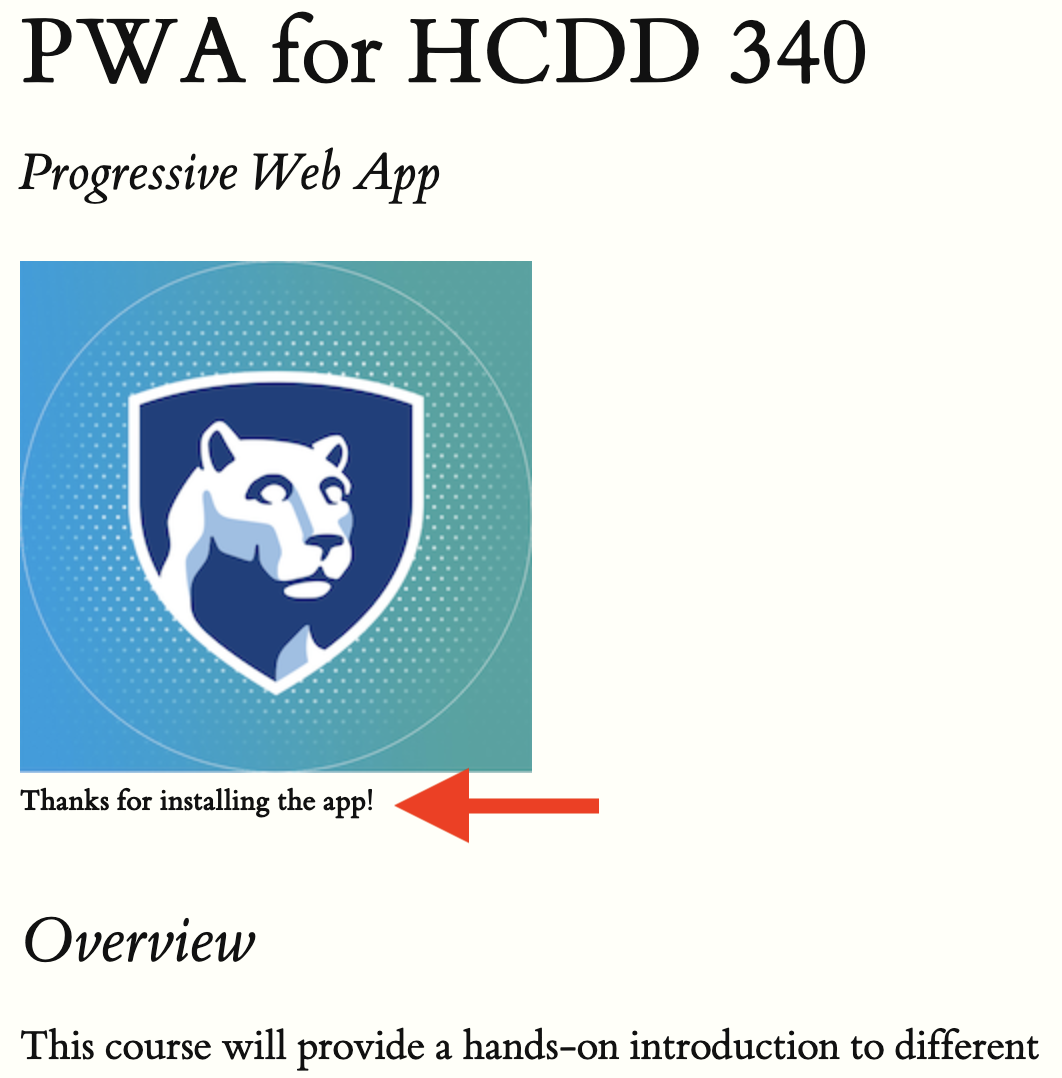 PWA for HCDD 340
Progressive Web App
Thanks for installing the app!
Overview
This course will provide a hands-on introduction to different